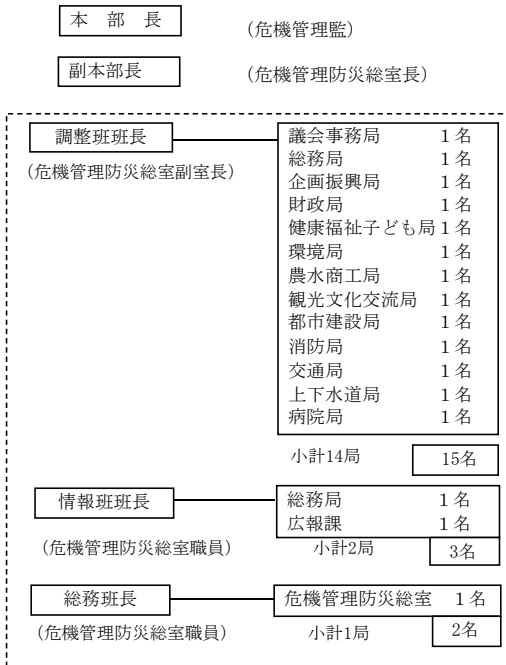 本　部　長　(危機管理監)
副本部長　(危機管理防災総室長)
調整班班長　議会事務局　1名
総務局　1名
(危機管理防災総室副室長)　企画振興局　1名
財政局　1名
健康福祉子ども局 1名
環境局　1名
農水商工局　1名
観光文化交流局　1名
都市建設局　1名
消防局　1名
交通局　1名
上下水道局　1名
病院局　1名
小計14局　15名
情報班班長　総務局　1名
広報課　1名
(危機管理防災総室職員)　小計2局　3名
総務班長　危機管理防災総室　1名
(危機管理防災総室職員)　小計1局　2名